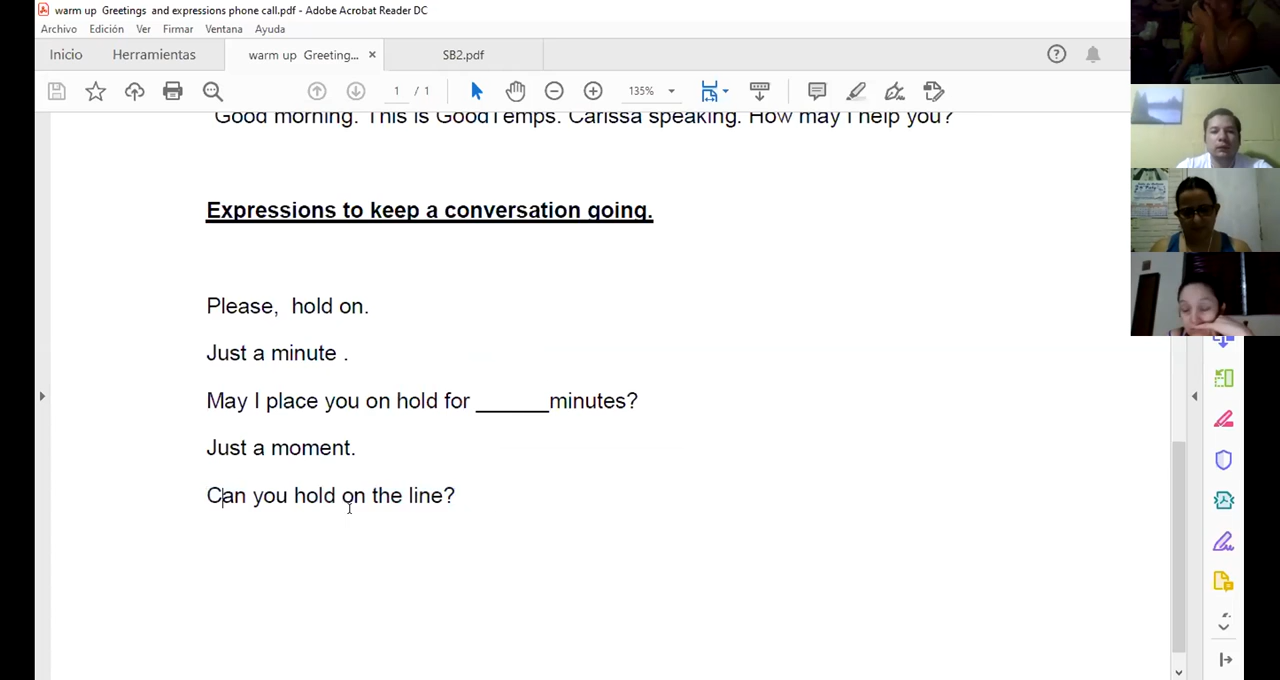 warm up Greetings and expressions phone call.pdf - Adobe Acrobat Reader DC
Archivo Edición Ver Firmar Ventana Ayuda
Inicio Herramientas warm up Greeting... × SB2.pdf
1 / 1 135%
Good morning. This is GoodTemps. Carissa speaking. How may I help you?
Expressions to keep a conversation going.
Please, hold on.
Just a minute .
May I place you on hold for ______minutes?
Just a moment.
Can you hold on the line?